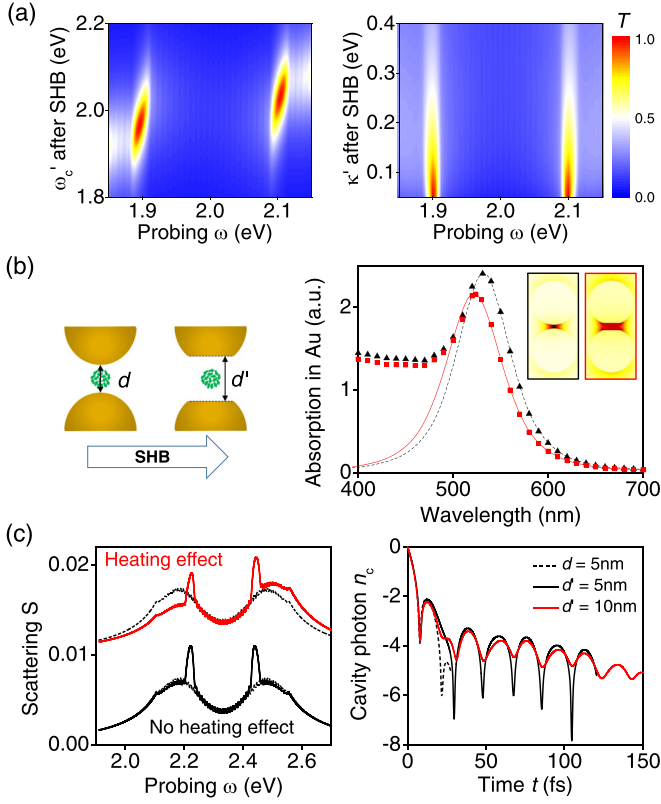 (a)
ω_c' after SHB (eV)
2.2
2.0
1.8
1.9
2.0
2.1
Probing ω (eV)
κ' after SHB (eV)
0.4
0.2
0.1
1.9
2.0
2.1
Probing ω (eV)
T
1.0
0.5
0.0
(b)
d
d'
SHB
Absorption in Au (a.u.)
2
1
0
400
500
600
700
Wavelength (nm)
(c)
Scattering S
0.02
0.01
0.00
Heating effect
No heating effect
2.0
2.2
2.4
2.6
Probing ω (eV)
Cavity photon n_c
0
-2
-4
-6
-8
d = 5nm
d' = 5nm
d' = 10nm
0
50
100
150
Time t (fs)